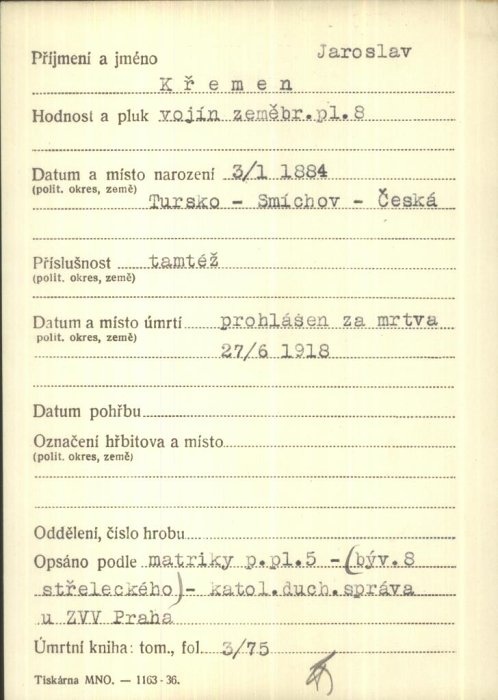 Příjmení a jméno Jaroslav
Křemen
Hodnost a pluk vojín zeměbr.pl.8
Datum a místo narození 3/1 1884
(polit. okres, země)
Tursko - Smíchov - Česká
Příslušnost tamtéž
(polit. okres, země)
Datum a místo úmrtí prohlášen za mrtva
polit. okres, země)
27/6 1918
Datum pohřbu
Označení hřbitova a místo
(polit. okres, země)
Oddělení, číslo hrobu
Opsáno podle matriky p.pl.5 -(býv.8
střeleckého)- katol.duch.správa
u ZVV Praha
Úmrtní kniha: tom., fol. 3/75
Tiskárna MNO. — 1163-36.